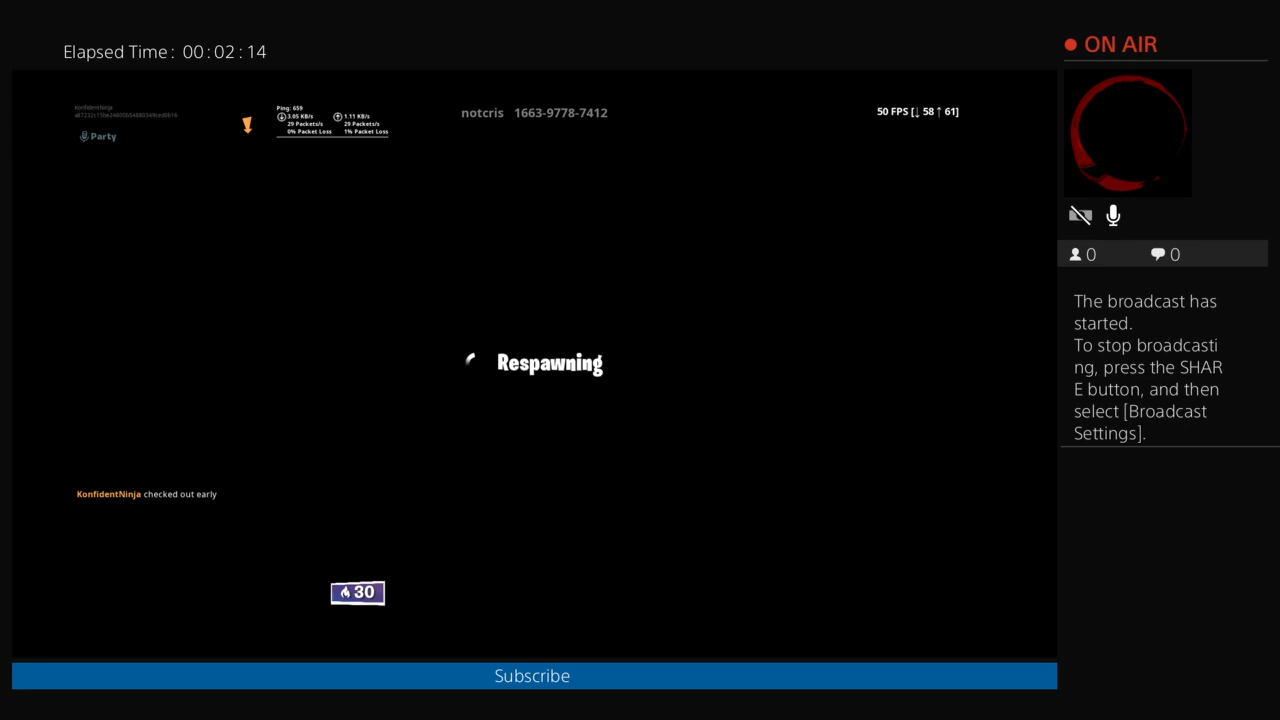 Elapsed Time: 00:02:14
ON AIR
KonfidentNinja
Party
Ping: 659
3.05 KB/s 1.11 KB/s
29 Packets/s 29 Packets/s
0% Packet Loss 1% Packet Loss
notcris 1663-9778-7412
50 FPS [↓ 58 ↑ 61]
0 0
The broadcast has
started.
To stop broadcasti
ng, press the SHAR
E button, and then
select [Broadcast
Settings].
Respawning
KonfidentNinja checked out early
30
Subscribe